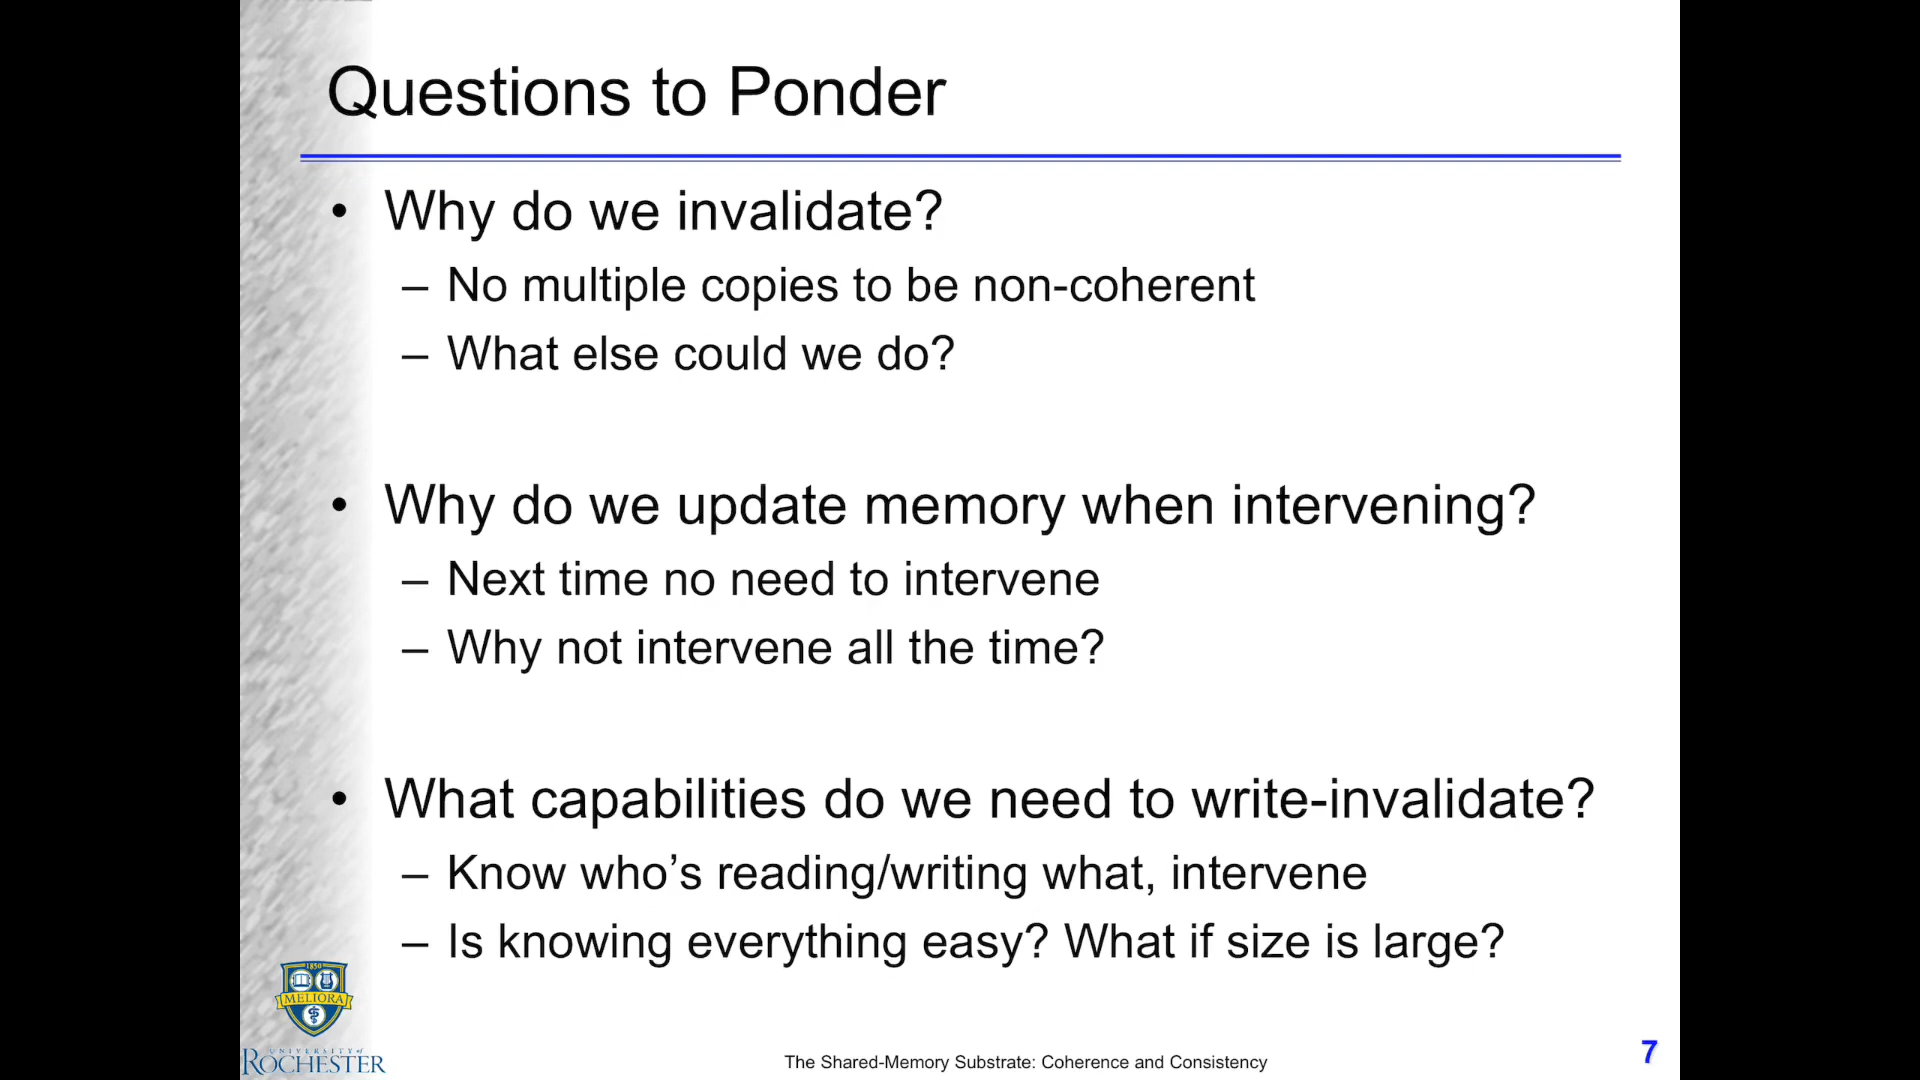 Questions to Ponder
• Why do we invalidate?
– No multiple copies to be non-coherent
– What else could we do?
• Why do we update memory when intervening?
– Next time no need to intervene
– Why not intervene all the time?
• What capabilities do we need to write-invalidate?
– Know who’s reading/writing what, intervene
– Is knowing everything easy? What if size is large?
1850
MELIORA
UNIVERSITY of
ROCHESTER
The Shared-Memory Substrate: Coherence and Consistency
7